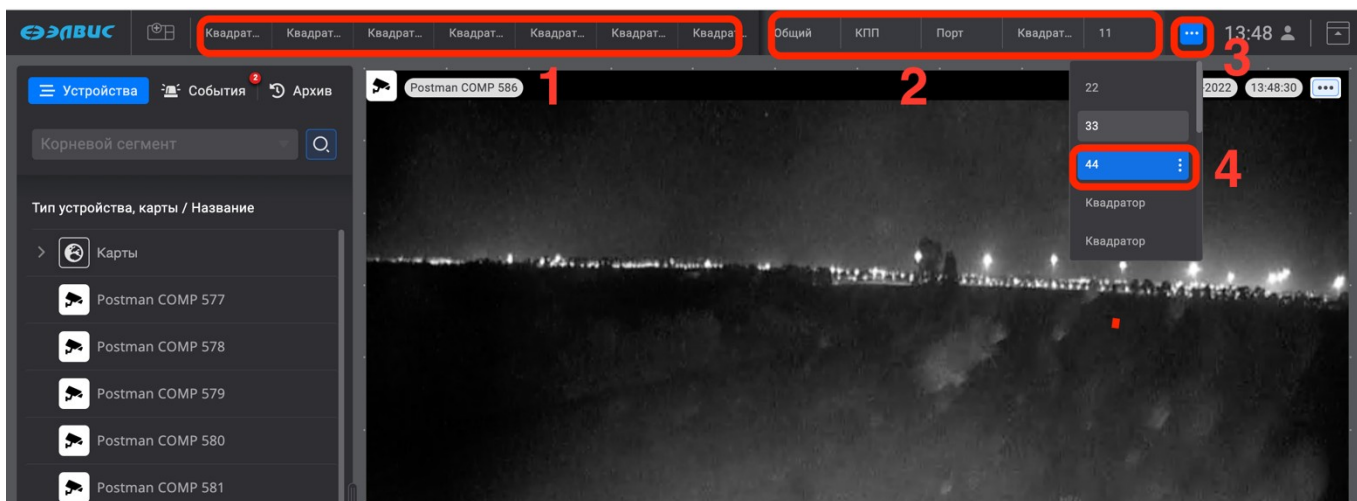 ЭЛВИС
Квадрат... Квадрат... Квадрат... Квадрат... Квадрат... Квадрат... Квадрат...
Общий КПП Порт Квадрат... 11
13:48
1
2
3
Устройства События 2 Архив
Postman COMP 586
2022 13:48:30
22
33
44
4
Корневой сегмент
Квадратор
Квадратор
Тип устройства, карты / Название
Карты
Postman COMP 577
Postman COMP 578
Postman COMP 579
Postman COMP 580
Postman COMP 581